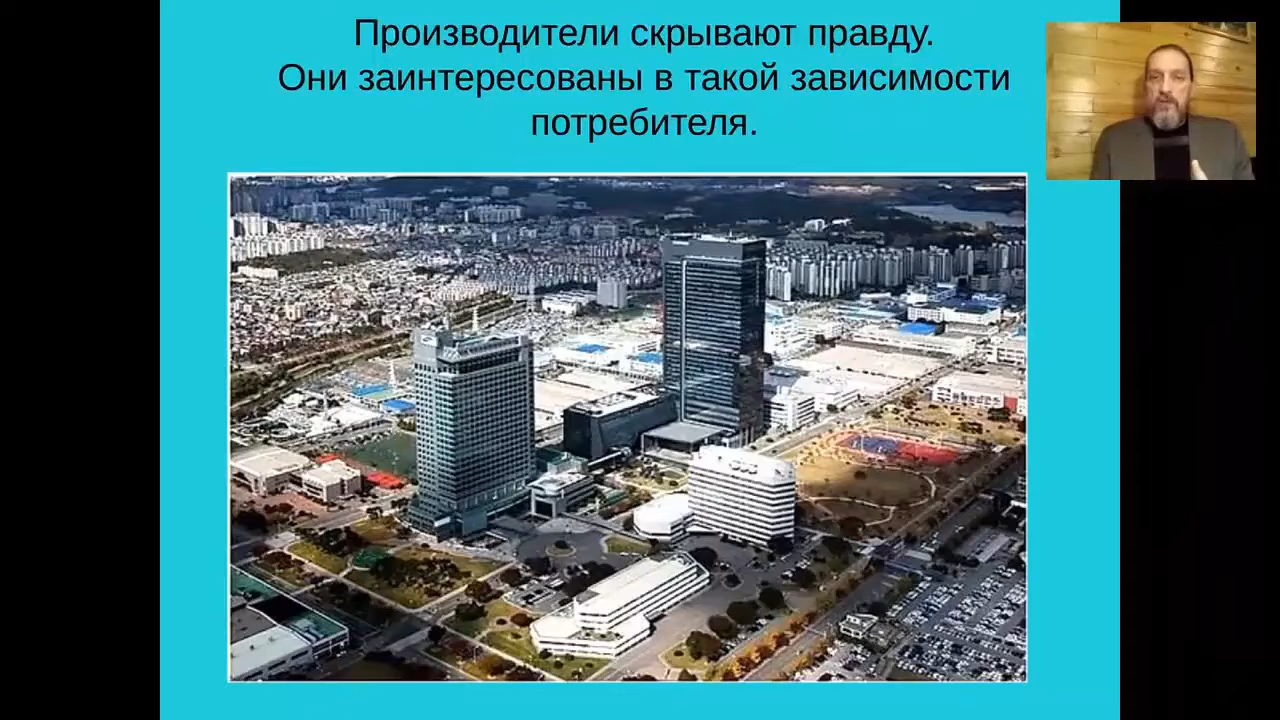 Производители скрывают правду.
Они заинтересованы в такой зависимости
потребителя.